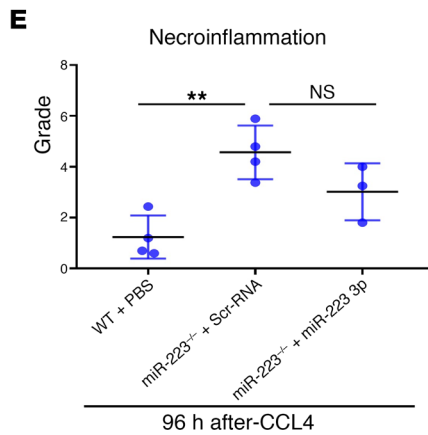 E
Necroinflammation
Grade
8
6
4
2
0
**
NS
WT + PBS
miR-223⁻/⁻ + Scr-RNA
miR-223⁻/⁻ + miR-223 3p
96 h after-CCL4